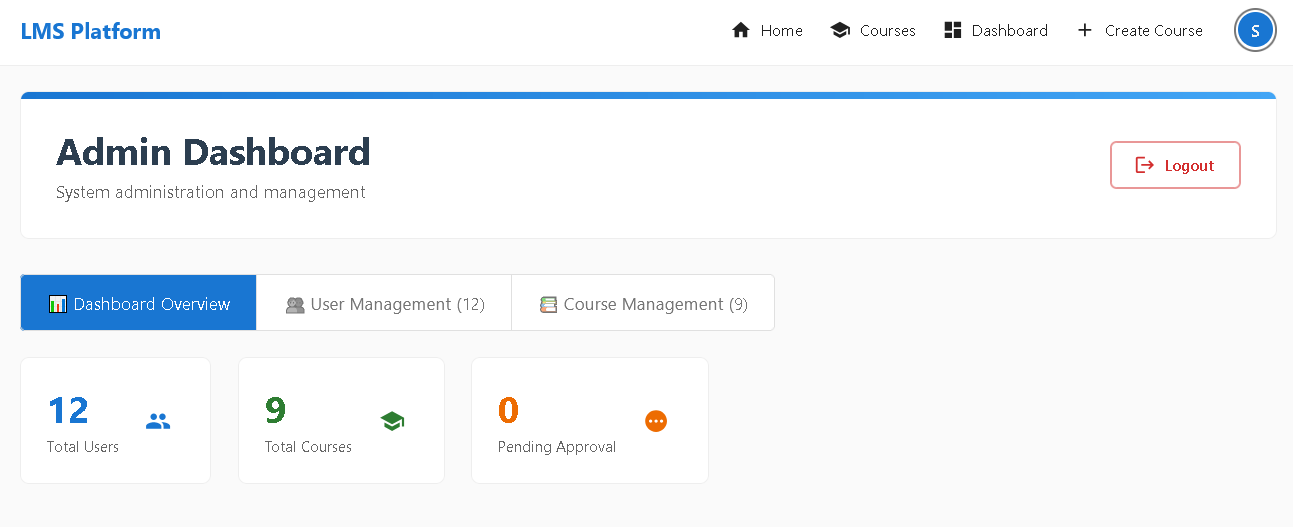 LMS Platform
Home
Courses
Dashboard
Create Course
S
Admin Dashboard
System administration and management
Logout
Dashboard Overview
User Management (12)
Course Management (9)
12
Total Users
9
Total Courses
0
Pending Approval